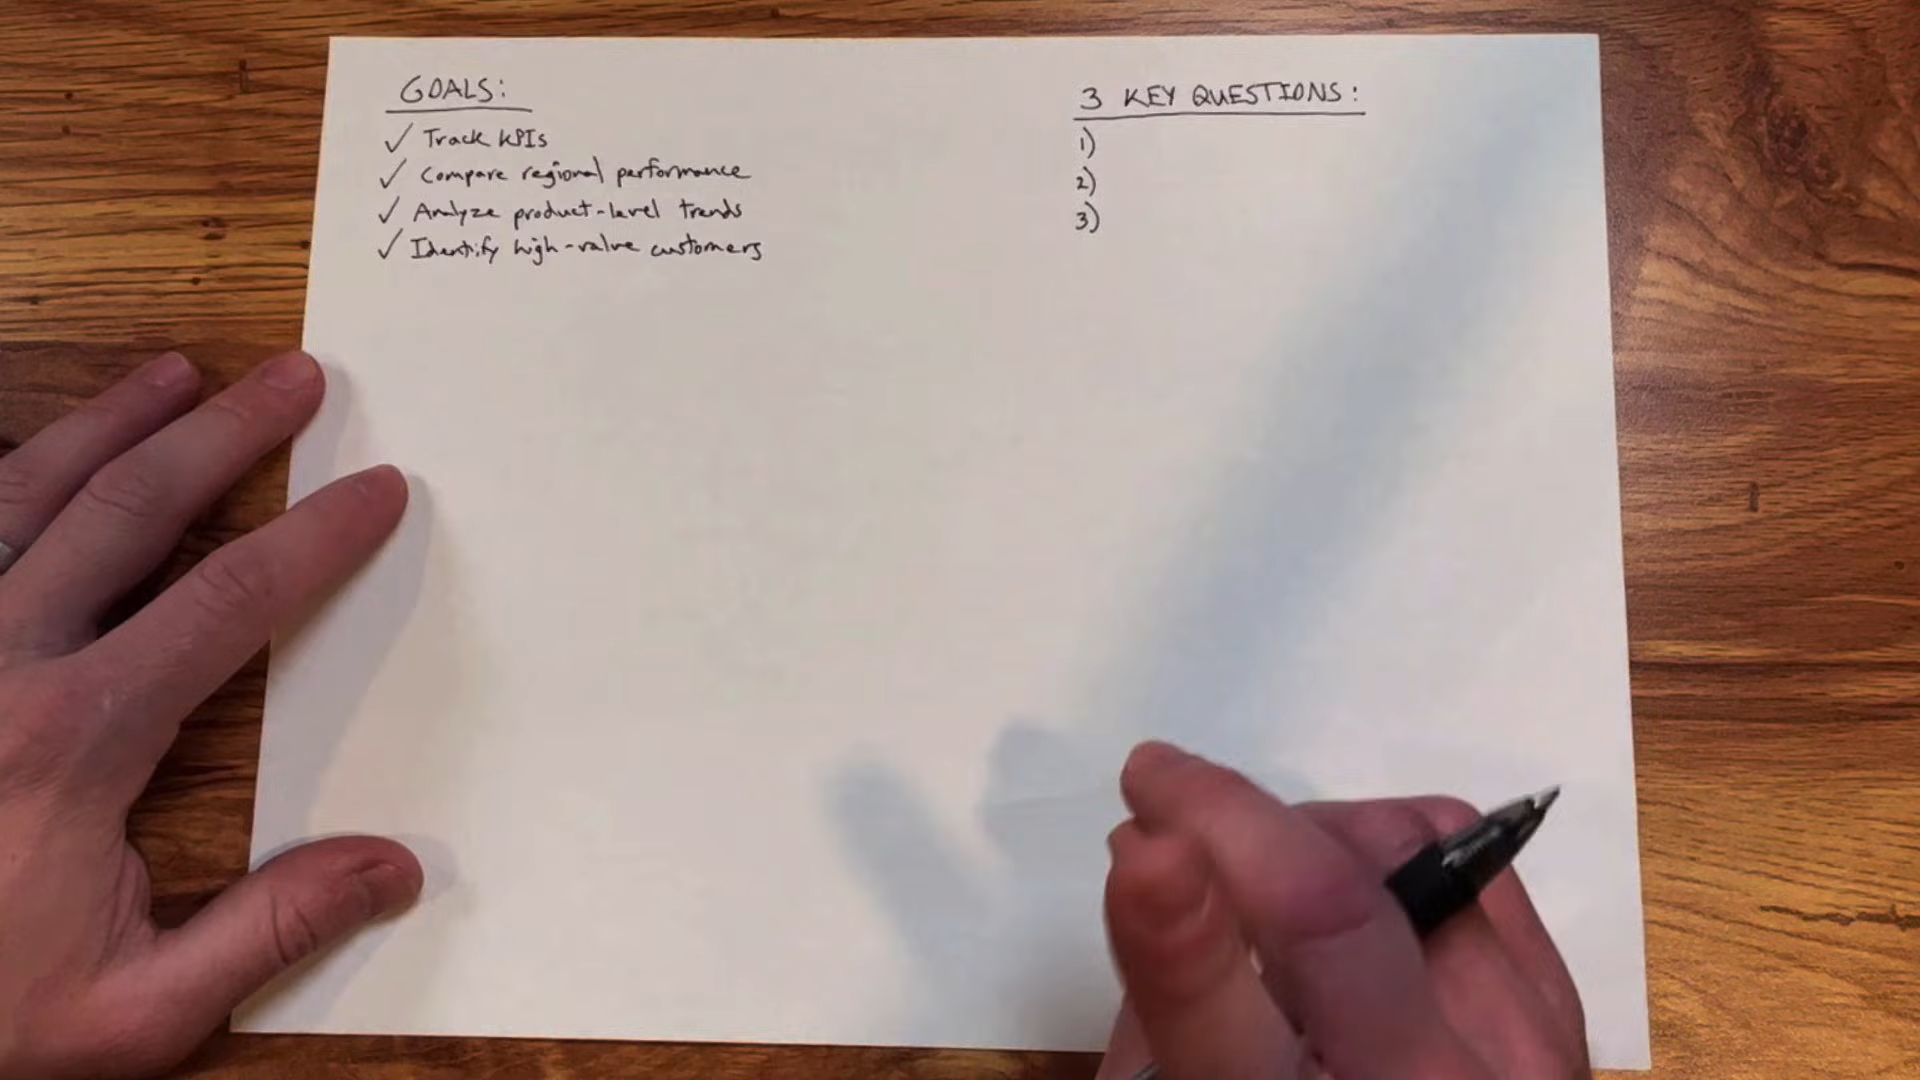 GOALS:
✓ Track KPIs
✓ Compare regional performance
✓ Analyze product-level trends
✓ Identify high-value customers
3 KEY QUESTIONS:
1)
2)
3)